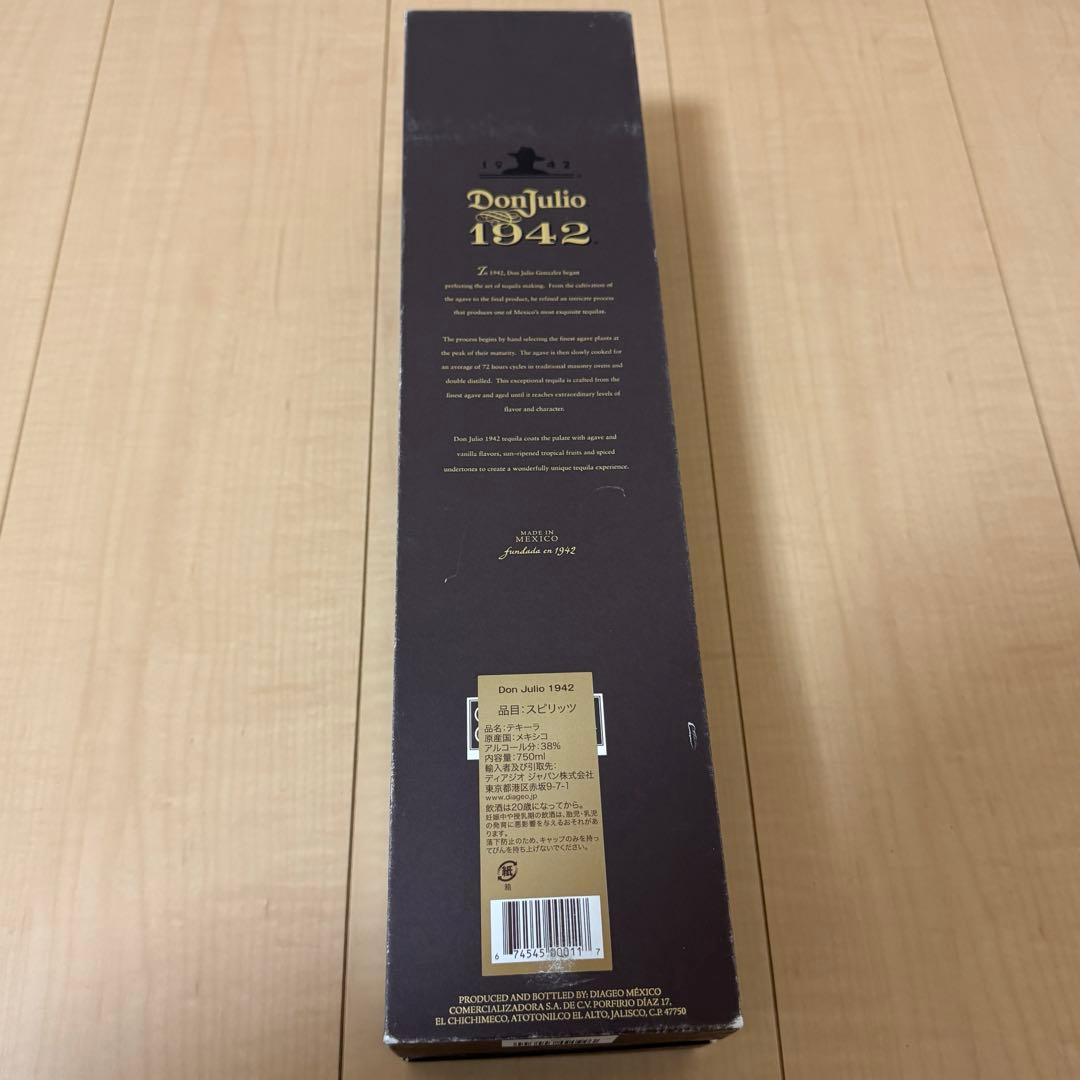 1942
Don Julio
1942
In 1942, Don Julio Gonzalez began
perfecting the art of tequila making. From the cultivation of
the agave to the final product, he refined an intricate process
that produces one of Mexico's most exquisite tequilas.
The process begins by hand selecting the finest agave plants at
the peak of their maturity. The agave is then slowly cooked for
an average of 72 hours cycles in traditional masonry ovens and
double distilled. This exceptional tequila is crafted from the
finest agave and aged until it reaches extraordinary levels of
flavor and character.
Don Julio 1942 tequila coats the palate with agave and
vanilla flavors, sun-ripened tropical fruits and spiced
undertones to create a wonderfully unique tequila experience.
MADE IN
MEXICO
fundada en 1942
Don Julio 1942
品目：スピリッツ
品名：テキーラ
原産国：メキシコ
アルコール分：38%
内容量：750ml
輸入者及び引取先：
ディアジオ ジャパン株式会社
東京都港区赤坂9-7-1
www.diageo.jp
飲酒は20歳になってから。
妊娠中や授乳期の飲酒は、胎児・乳児
の発育に悪影響を与えるおそれがあ
ります。
落下防止のため、キャップのみを持っ
てびんを持ち上げないでください。
紙
箱
6 74545 00011 7
PRODUCED AND BOTTLED BY: DIAGEO MÉXICO
COMERCIALIZADORA S.A. DE C.V. PORFIRIO DÍAZ 17,
EL CHICHIMECO, ATOTONILCO EL ALTO, JALISCO, C.P. 47750